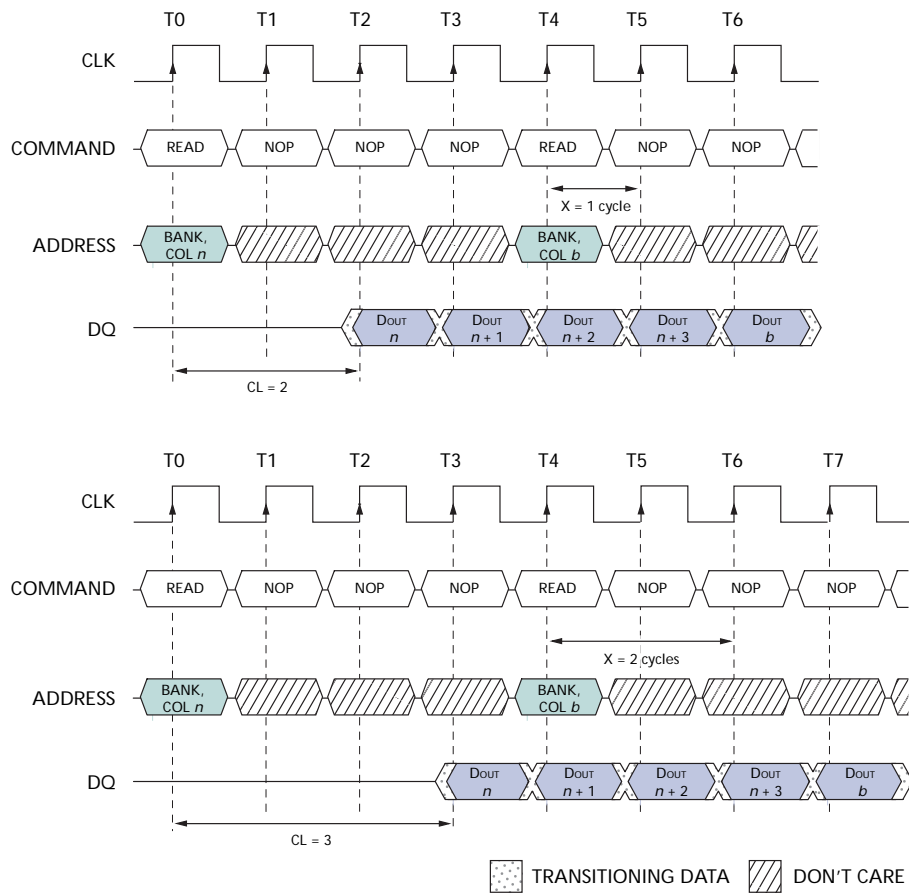 T0 T1 T2 T3 T4 T5 T6
CLK
COMMAND READ NOP NOP NOP READ NOP NOP
X = 1 cycle
ADDRESS BANK, COL n BANK, COL b
DQ DOUT n DOUT n + 1 DOUT n + 2 DOUT n + 3 DOUT b
CL = 2
T0 T1 T2 T3 T4 T5 T6 T7
CLK
COMMAND READ NOP NOP NOP READ NOP NOP NOP
X = 2 cycles
ADDRESS BANK, COL n BANK, COL b
DQ DOUT n DOUT n + 1 DOUT n + 2 DOUT n + 3 DOUT b
CL = 3
TRANSITIONING DATA DON'T CARE